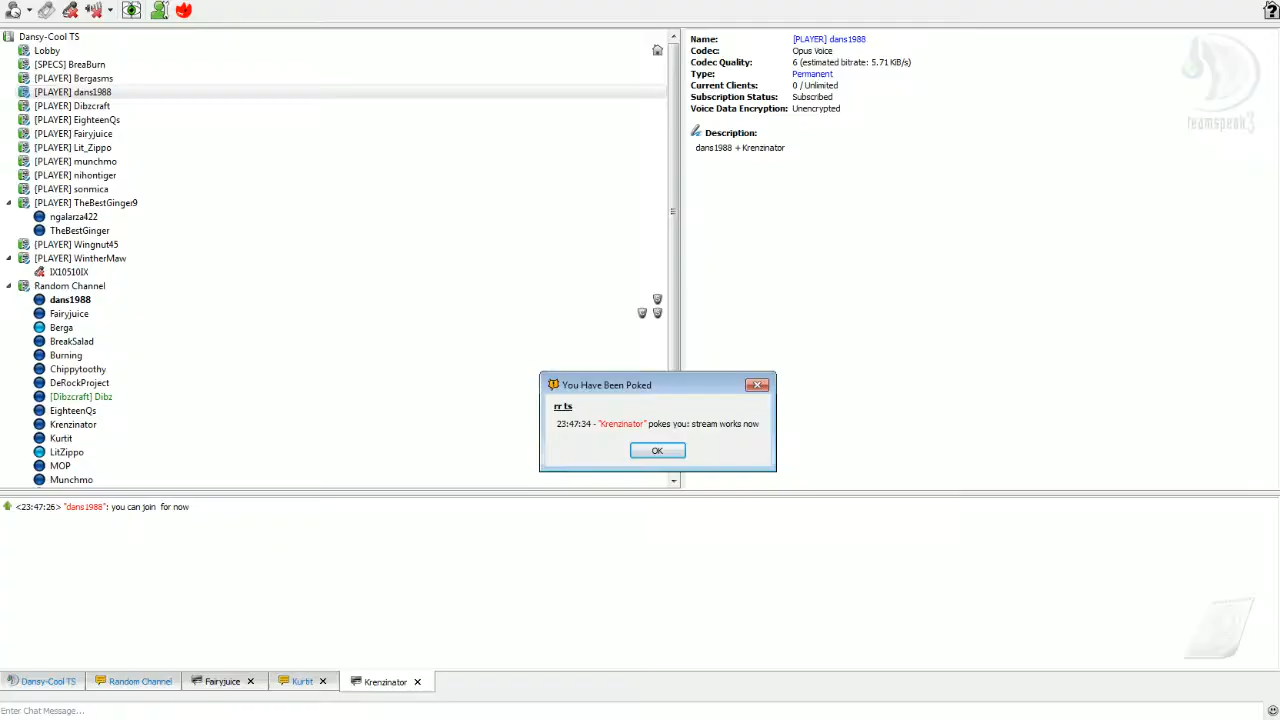 Dansy-Cool TS
Lobby
[SPECS] BreaBurn
[PLAYER] Bergasms
[PLAYER] dans1988
[PLAYER] Dibzcraft
[PLAYER] EighteenQs
[PLAYER] Fairyjuice
[PLAYER] Lit_Zippo
[PLAYER] munchmo
[PLAYER] nihontiger
[PLAYER] sonmica
[PLAYER] TheBestGinger9
ngalarza422
TheBestGinger
[PLAYER] Wingnut45
[PLAYER] WintherMaw
IX10510IX
Random Channel
dans1988
Fairyjuice
Berga
BreakSalad
Burning
Chippytoothy
DeRockProject
[Dibzcraft] Dibz
EighteenQs
Krenzinator
Kurtit
LitZippo
MOP
Munchmo
Name: [PLAYER] dans1988
Codec: Opus Voice
Codec Quality: 6 (estimated bitrate: 5.71 KiB/s)
Type: Permanent
Current Clients: 0 / Unlimited
Subscription Status: Subscribed
Voice Data Encryption: Unencrypted
Description:
dans1988 + Krenzinator
teamspeak3
You Have Been Poked
rr ts
23:47:34 - "Krenzinator" pokes you: stream works now
OK
<23:47:26> "dans1988": you can join for now
Dansy-Cool TS
Random Channel
Fairyjuice
Kurtit
Krenzinator
Enter Chat Message...